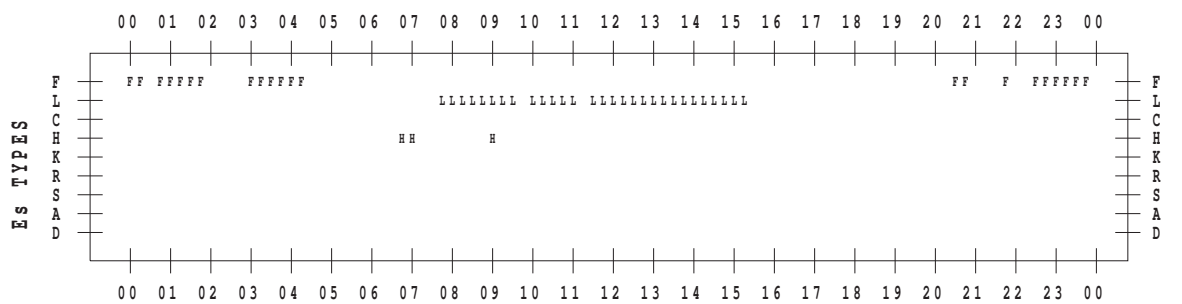 00 01 02 03 04 05 06 07 08 09 10 11 12 13 14 15 16 17 18 19 20 21 22 23 00
F FF FFFFF FFFFFF FF F FFFFFF F
L LLLLLLLL LLLLL LLLLLLLLLLLLLLLL L
C C
H HH H H
K K
R R
S S
A A
D D
Es TYPES
00 01 02 03 04 05 06 07 08 09 10 11 12 13 14 15 16 17 18 19 20 21 22 23 00